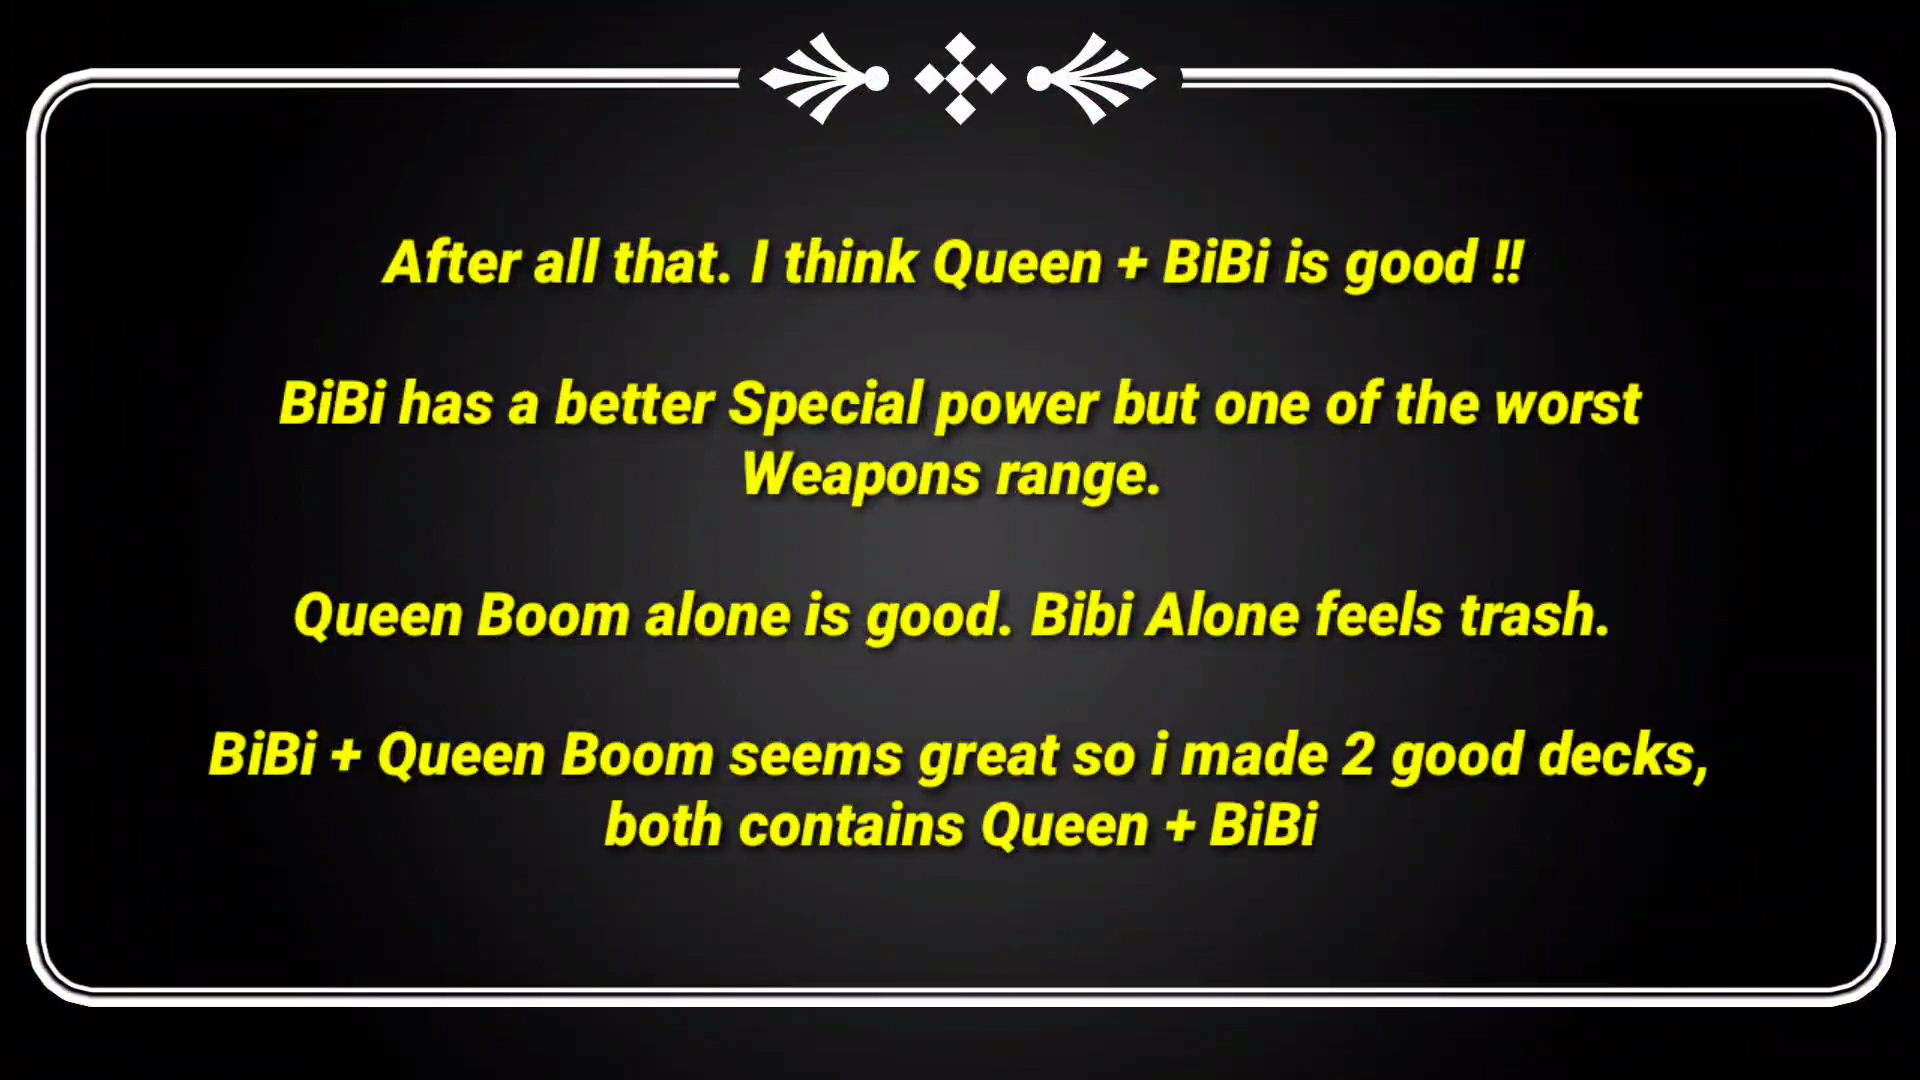 After all that. I think Queen + BiBi is good !!
BiBi has a better Special power but one of the worst
Weapons range.
Queen Boom alone is good. Bibi Alone feels trash.
BiBi + Queen Boom seems great so i made 2 good decks,
both contains Queen + BiBi